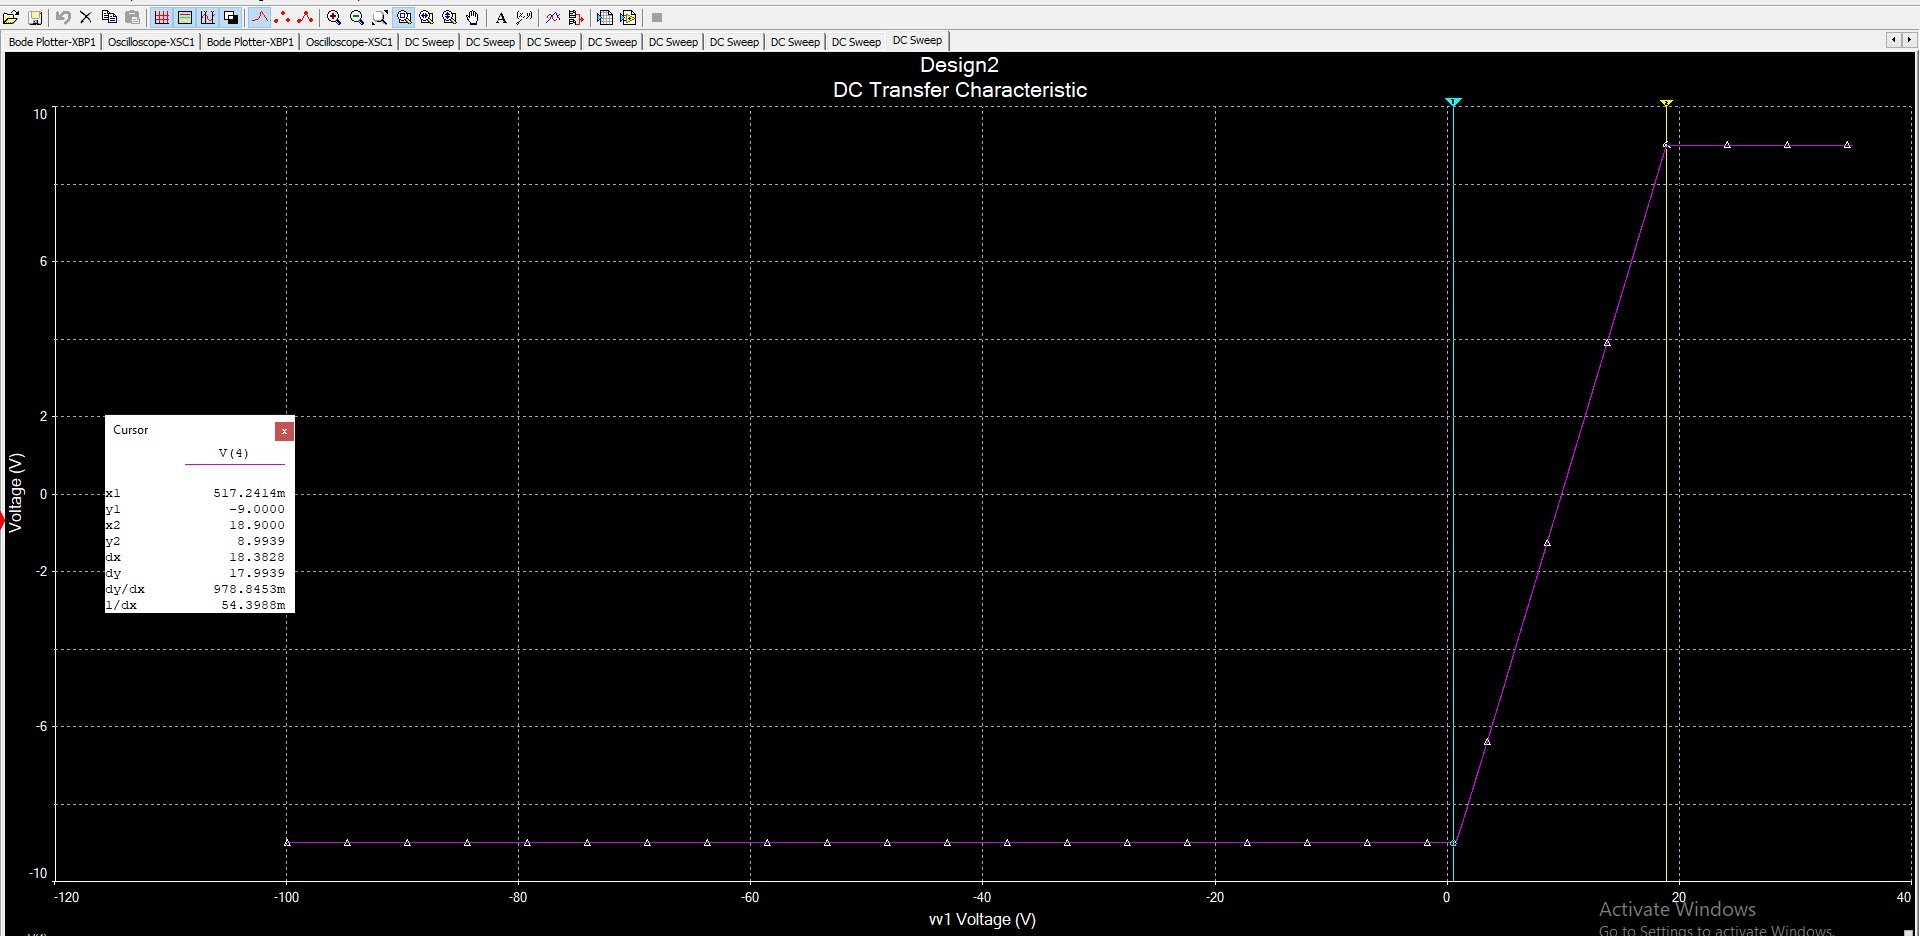 Bode Plotter-XBP1 Oscilloscope-XSC1 Bode Plotter-XBP1 Oscilloscope-XSC1 DC Sweep DC Sweep DC Sweep DC Sweep DC Sweep DC Sweep DC Sweep DC Sweep DC Sweep
Design2
DC Transfer Characteristic
10
6
2
0
-2
-6
-10
Voltage (V)
Cursor x
V(4)
x1 517.2414m
y1 -9.0000
x2 18.9000
y2 8.9939
dx 18.3828
dy 17.9939
dy/dx 978.8453m
1/dx 54.3988m
-120 -100 -80 -60 -40 -20 0 20 40
vv1 Voltage (V)
Activate Windows
Go to Settings to activate Windows.